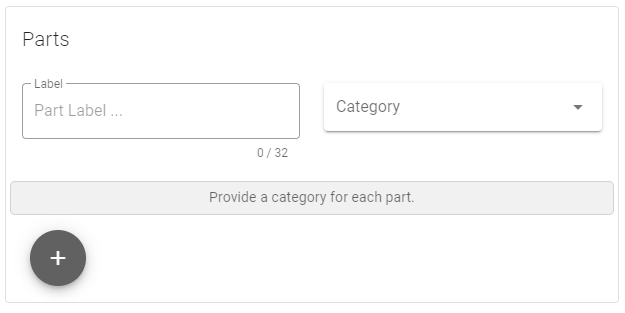 Parts
Label
Part Label ...
Category
0 / 32
Provide a category for each part.
+